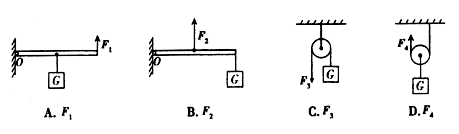 F₁
O
G
F₂
O
G
F₃
G
F₄
G
A. F₁ B. F₂ C. F₃ D. F₄